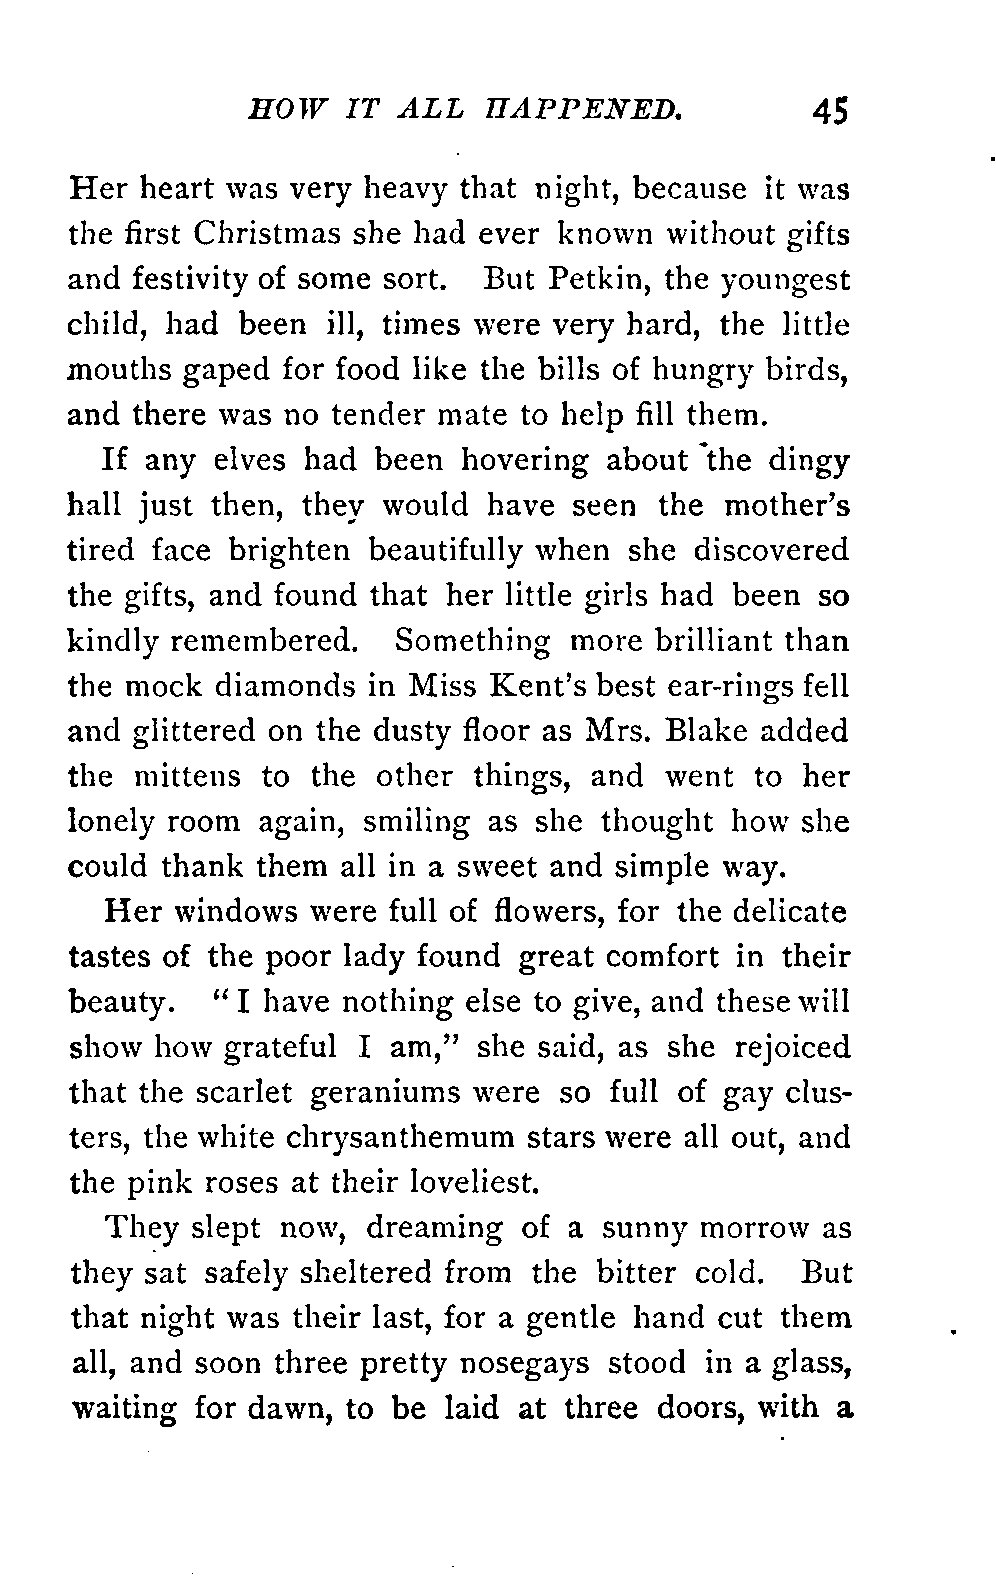 HOW IT ALL HAPPENED. 45
Her heart was very heavy that night, because it was
the first Christmas she had ever known without gifts
and festivity of some sort. But Petkin, the youngest
child, had been ill, times were very hard, the little
mouths gaped for food like the bills of hungry birds,
and there was no tender mate to help fill them.
If any elves had been hovering about the dingy
hall just then, they would have seen the mother's
tired face brighten beautifully when she discovered
the gifts, and found that her little girls had been so
kindly remembered. Something more brilliant than
the mock diamonds in Miss Kent's best ear-rings fell
and glittered on the dusty floor as Mrs. Blake added
the mittens to the other things, and went to her
lonely room again, smiling as she thought how she
could thank them all in a sweet and simple way.
Her windows were full of flowers, for the delicate
tastes of the poor lady found great comfort in their
beauty. "I have nothing else to give, and these will
show how grateful I am," she said, as she rejoiced
that the scarlet geraniums were so full of gay clus-
ters, the white chrysanthemum stars were all out, and
the pink roses at their loveliest.
They slept now, dreaming of a sunny morrow as
they sat safely sheltered from the bitter cold. But
that night was their last, for a gentle hand cut them
all, and soon three pretty nosegays stood in a glass,
waiting for dawn, to be laid at three doors, with a